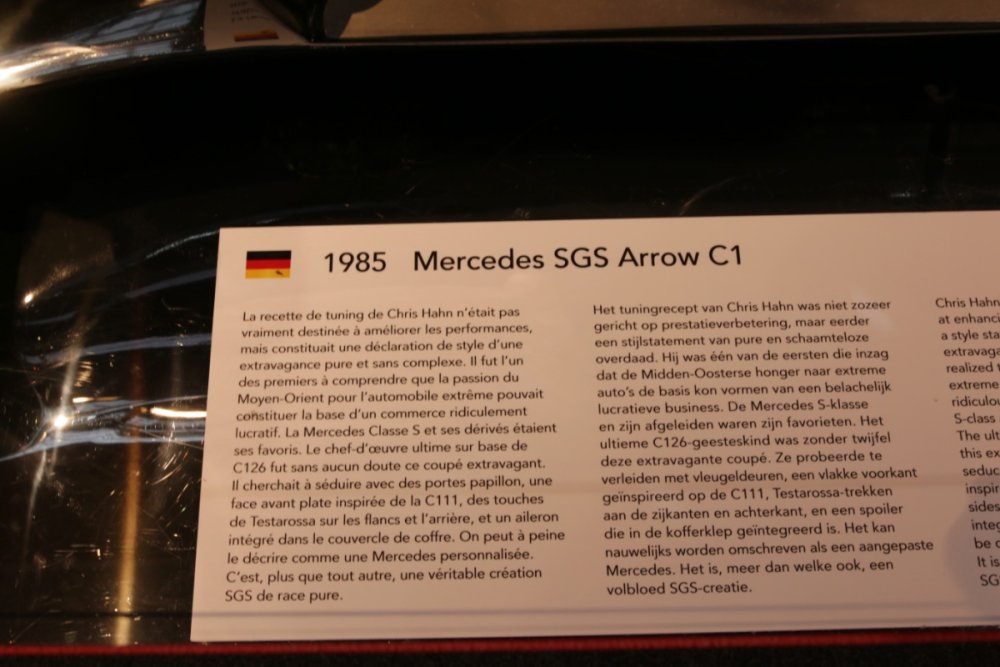 1985 Mercedes SGS Arrow C1
La recette de tuning de Chris Hahn n'était pas
vraiment destinée à améliorer les performances,
mais constituait une déclaration de style d'une
extravagance pure et sans complexe. Il fut l'un
des premiers à comprendre que la passion du
Moyen-Orient pour l'automobile extrême pouvait
constituer la base d'un commerce ridiculement
lucratif. La Mercedes Classe S et ses dérivés étaient
ses favoris. Le chef-d'œuvre ultime sur base de
C126 fut sans aucun doute ce coupé extravagant.
Il cherchait à séduire avec des portes papillon, une
face avant plate inspirée de la C111, des touches
de Testarossa sur les flancs et l'arrière, et un aileron
intégré dans le couvercle de coffre. On peut à peine
le décrire comme une Mercedes personnalisée.
C'est, plus que tout autre, une véritable création
SGS de race pure.
Het tuningrecept van Chris Hahn was niet zozeer
gericht op prestatieverbetering, maar eerder
een stijlstatement van pure en schaamteloze
overdaad. Hij was één van de eersten die inzag
dat de Midden-Oosterse honger naar extreme
auto's de basis kon vormen van een belachelijk
lucratieve business. De Mercedes S-klasse
en zijn afgeleiden waren zijn favorieten. Het
ultieme C126-geesteskind was zonder twijfel
deze extravagante coupé. Ze probeerde te
verleiden met vleugeldeuren, een vlakke voorkant
geïnspireerd op de C111, Testarossa-trekken
aan de zijkanten en achterkant, en een spoiler
die in de kofferklep geïntegreerd is. Het kan
nauwelijks worden omschreven als een aangepaste
Mercedes. Het is, meer dan welke ook, een
volbloed SGS-creatie.
Chris Hahn
at enhanci
a style sta
extravaga
realized t
extreme
ridiculou
S-class
The ult
this ex
seduc
inspir
sides
integ
be c
It is
SG